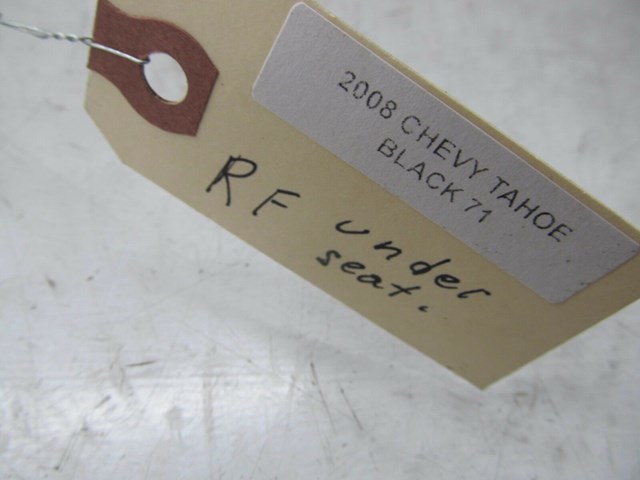 2008 CHEVY TAHOE
BLACK 71
RF under
seat.